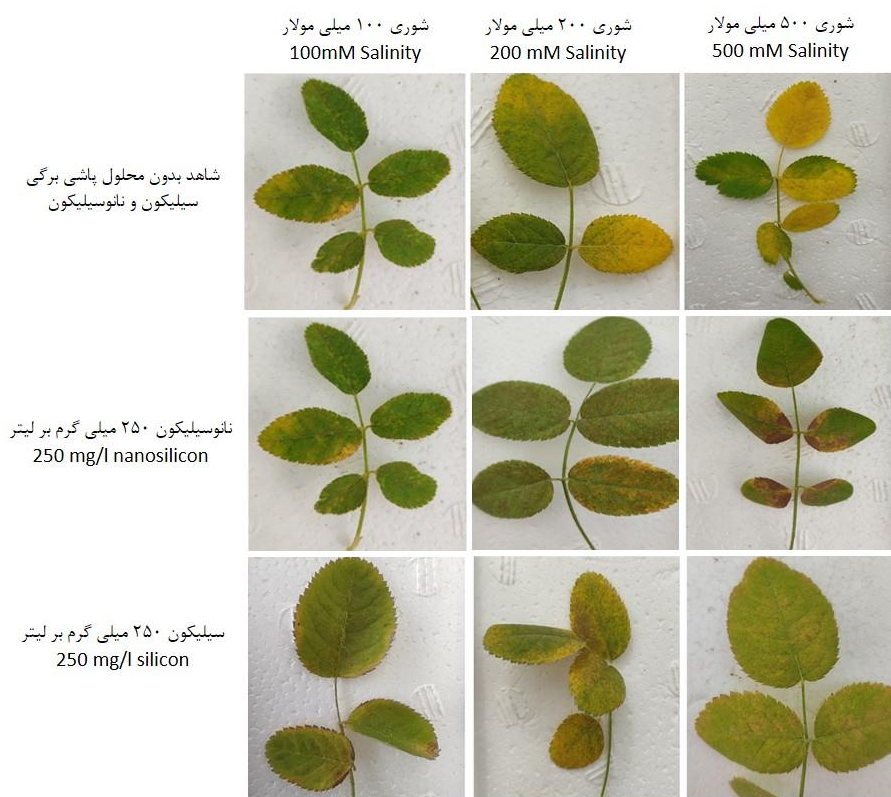 شوری ۱۰۰ میلی مولار
100mM Salinity
شوری ۲۰۰ میلی مولار
200 mM Salinity
شوری ۵۰۰ میلی مولار
500 mM Salinity
شاهد بدون محلول پاشی برگی
سیلیکون و نانوسیلیکون
نانوسیلیکون ۲۵۰ میلی گرم بر لیتر
250 mg/l nanosilicon
سیلیکون ۲۵۰ میلی گرم بر لیتر
250 mg/l silicon